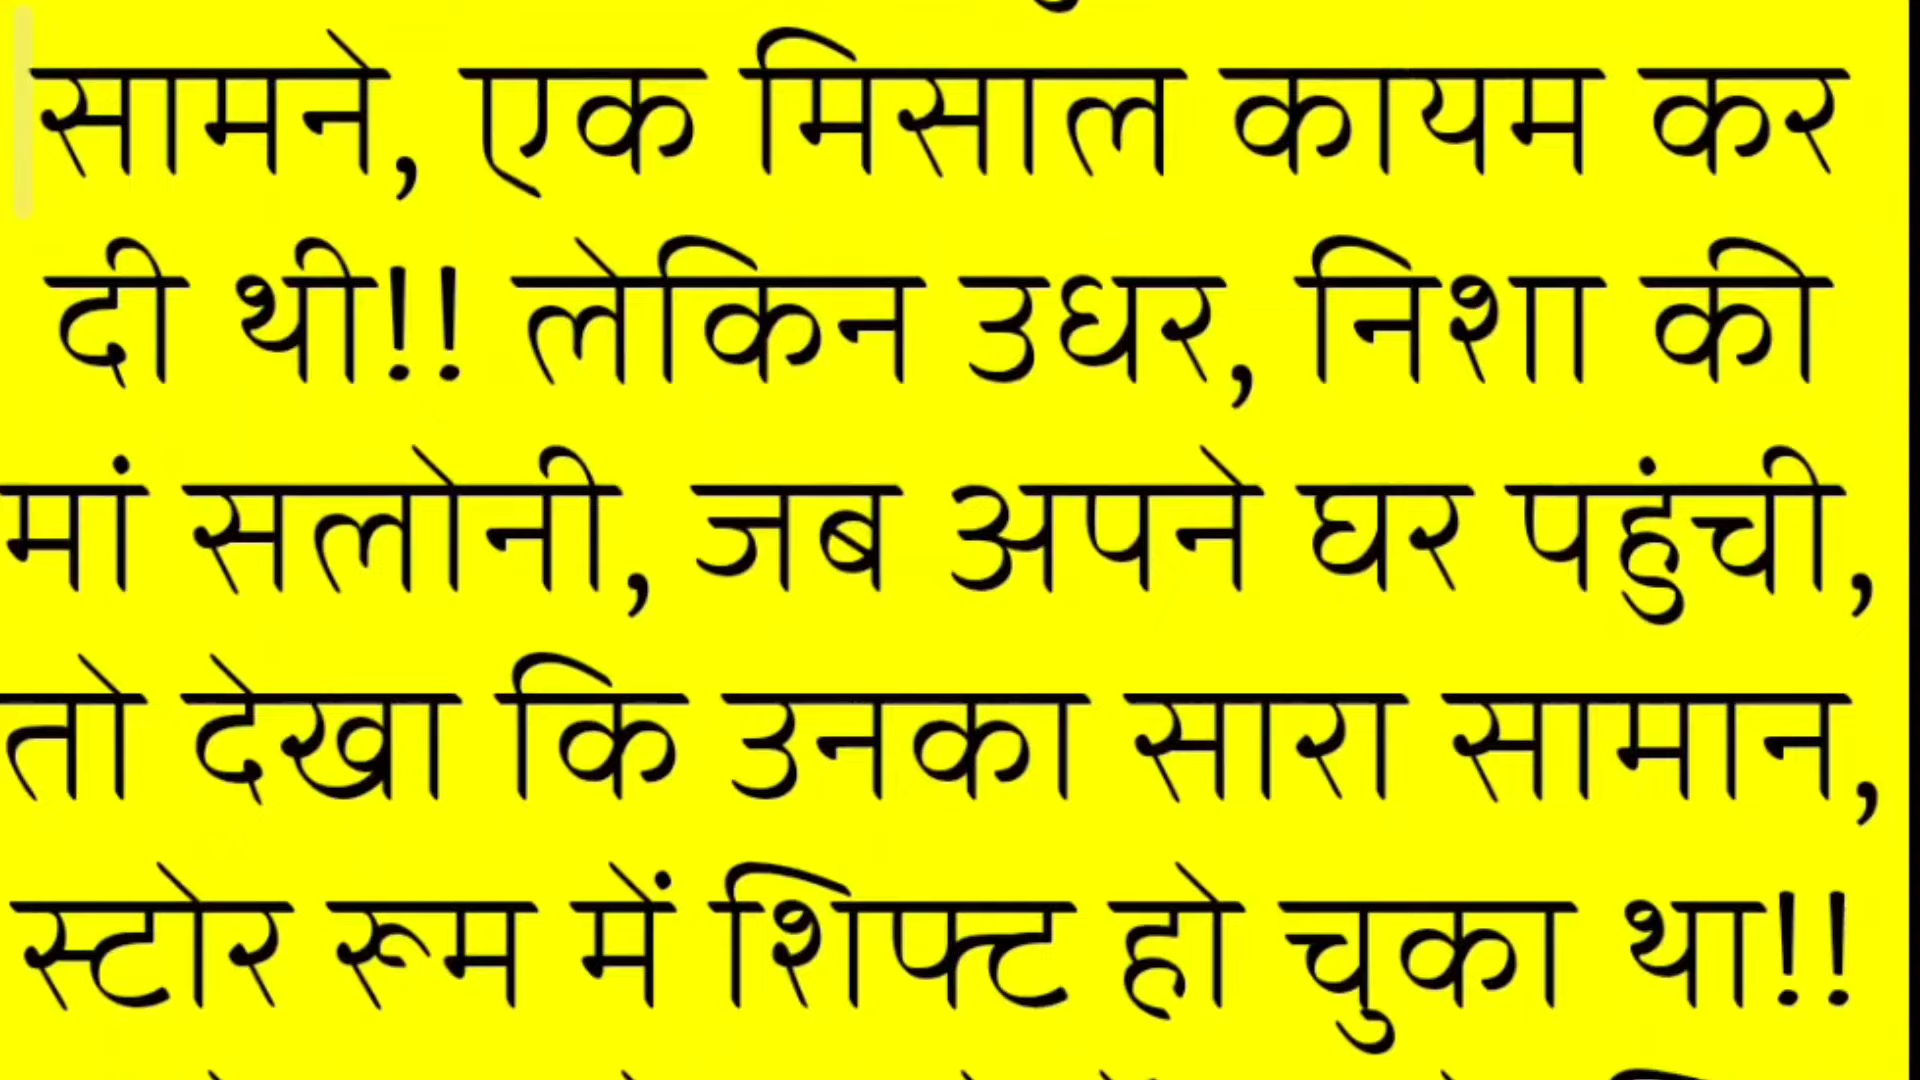 सामने, एक मिसाल कायम कर
दी थी!! लेकिन उधर, निशा की
मां सलोनी, जब अपने घर पहुंची,
तो देखा कि उनका सारा सामान,
स्टोर रूम में शिफ्ट हो चुका था!!